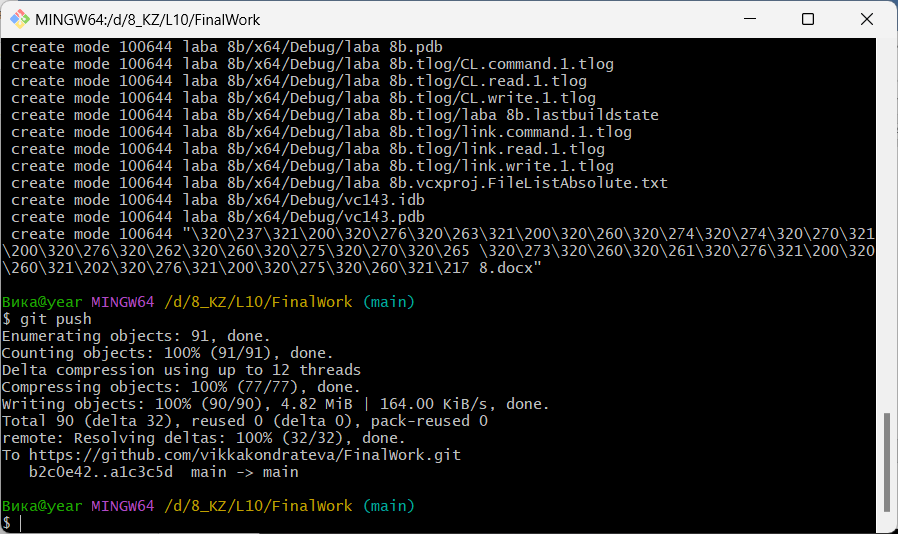 MINGW64:/d/8_KZ/L10/FinalWork
create mode 100644 laba 8b/x64/Debug/laba 8b.pdb
create mode 100644 laba 8b/x64/Debug/laba 8b.tlog/CL.command.1.tlog
create mode 100644 laba 8b/x64/Debug/laba 8b.tlog/CL.read.1.tlog
create mode 100644 laba 8b/x64/Debug/laba 8b.tlog/CL.write.1.tlog
create mode 100644 laba 8b/x64/Debug/laba 8b.tlog/laba 8b.lastbuildstate
create mode 100644 laba 8b/x64/Debug/laba 8b.tlog/link.command.1.tlog
create mode 100644 laba 8b/x64/Debug/laba 8b.tlog/link.read.1.tlog
create mode 100644 laba 8b/x64/Debug/laba 8b.tlog/link.write.1.tlog
create mode 100644 laba 8b/x64/Debug/laba 8b.vcxproj.FileListAbsolute.txt
create mode 100644 laba 8b/x64/Debug/vc143.idb
create mode 100644 laba 8b/x64/Debug/vc143.pdb
create mode 100644 "\320\237\321\200\320\276\320\263\321\200\320\260\320\274\320\274\320\270\321
\200\320\276\320\262\320\260\320\275\320\270\320\265 \320\273\320\260\320\261\320\276\321\200\320
\260\321\202\320\276\321\200\320\275\320\260\321\217 8.docx"
Вика@year MINGW64 /d/8_KZ/L10/FinalWork (main)
$ git push
Enumerating objects: 91, done.
Counting objects: 100% (91/91), done.
Delta compression using up to 12 threads
Compressing objects: 100% (77/77), done.
Writing objects: 100% (90/90), 4.82 MiB | 164.00 KiB/s, done.
Total 90 (delta 32), reused 0 (delta 0), pack-reused 0
remote: Resolving deltas: 100% (32/32), done.
To https://github.com/vikkakondrateva/FinalWork.git
b2c0e42..a1c3c5d  main -> main
Вика@year MINGW64 /d/8_KZ/L10/FinalWork (main)
$